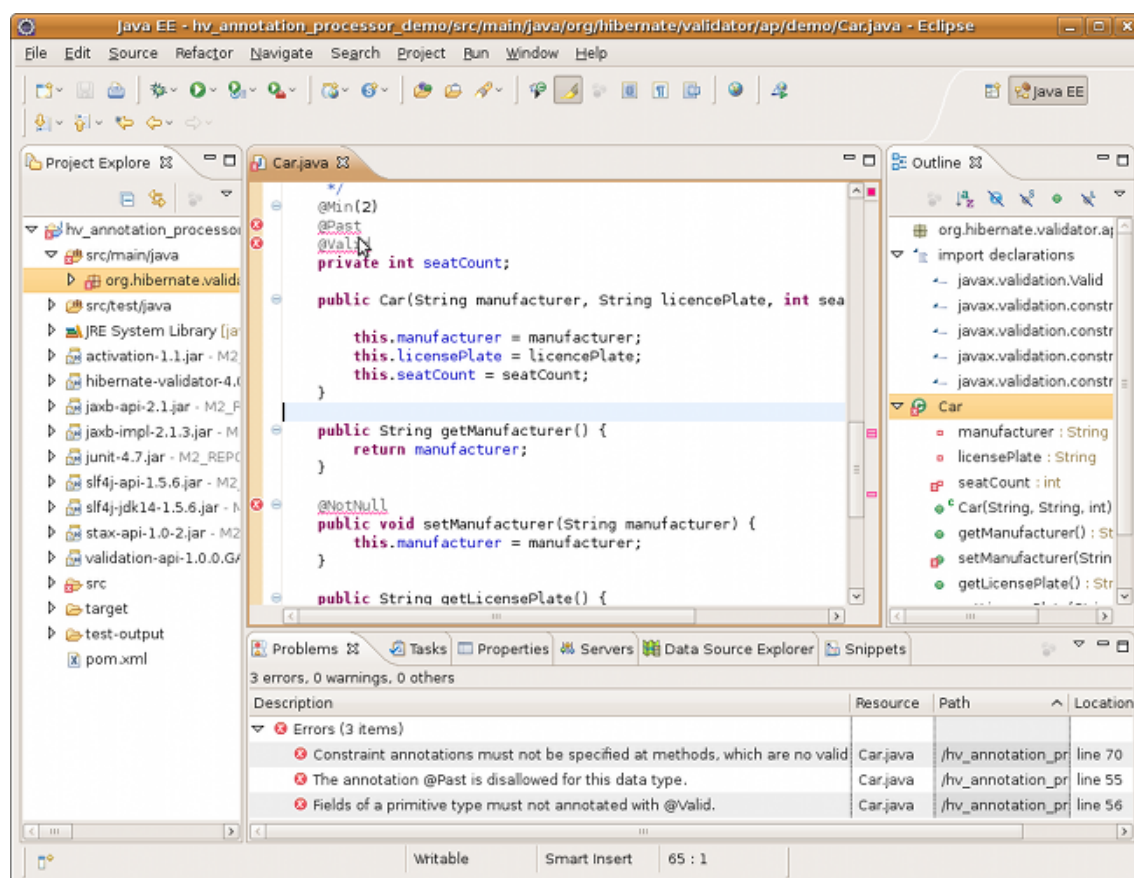 Java EE - hv_annotation_processor_demo/src/main/java/org/hibernate/validator/ap/demo/Car.java - Eclipse
File Edit Source Refactor Navigate Search Project Run Window Help
Java EE
Project Explore
hv_annotation_processo
src/main/java
org.hibernate.valida
src/test/java
JRE System Library [ja
activation-1.1.jar - M2_
hibernate-validator-4.0
jaxb-api-2.1.jar - M2_F
jaxb-impl-2.1.3.jar - M
junit-4.7.jar - M2_REPO
slf4j-api-1.5.6.jar - M2_
slf4j-jdk14-1.5.6.jar - M
stax-api-1.0-2.jar - M2
validation-api-1.0.0.GA
src
target
test-output
pom.xml
Car.java
*/
@Min(2)
@Past
@Valid
private int seatCount;
public Car(String manufacturer, String licencePlate, int sea
this.manufacturer = manufacturer;
this.licensePlate = licencePlate;
this.seatCount = seatCount;
}
public String getManufacturer() {
return manufacturer;
}
@NotNull
public void setManufacturer(String manufacturer) {
this.manufacturer = manufacturer;
}
public String getLicensePlate() {
Outline
org.hibernate.validator.ap
import declarations
javax.validation.Valid
javax.validation.constr
javax.validation.constr
javax.validation.constr
javax.validation.constr
Car
manufacturer : String
licensePlate : String
seatCount : int
Car(String, String, int)
getManufacturer() : St
setManufacturer(Strin
getLicensePlate() : Str
Problems Tasks Properties Servers Data Source Explorer Snippets
3 errors, 0 warnings, 0 others
Description Resource Path Location
Errors (3 items)
Constraint annotations must not be specified at methods, which are no valid Car.java /hv_annotation_pr line 70
The annotation @Past is disallowed for this data type. Car.java /hv_annotation_pr line 55
Fields of a primitive type must not annotated with @Valid. Car.java /hv_annotation_pr line 56
Writable Smart Insert 65 : 1